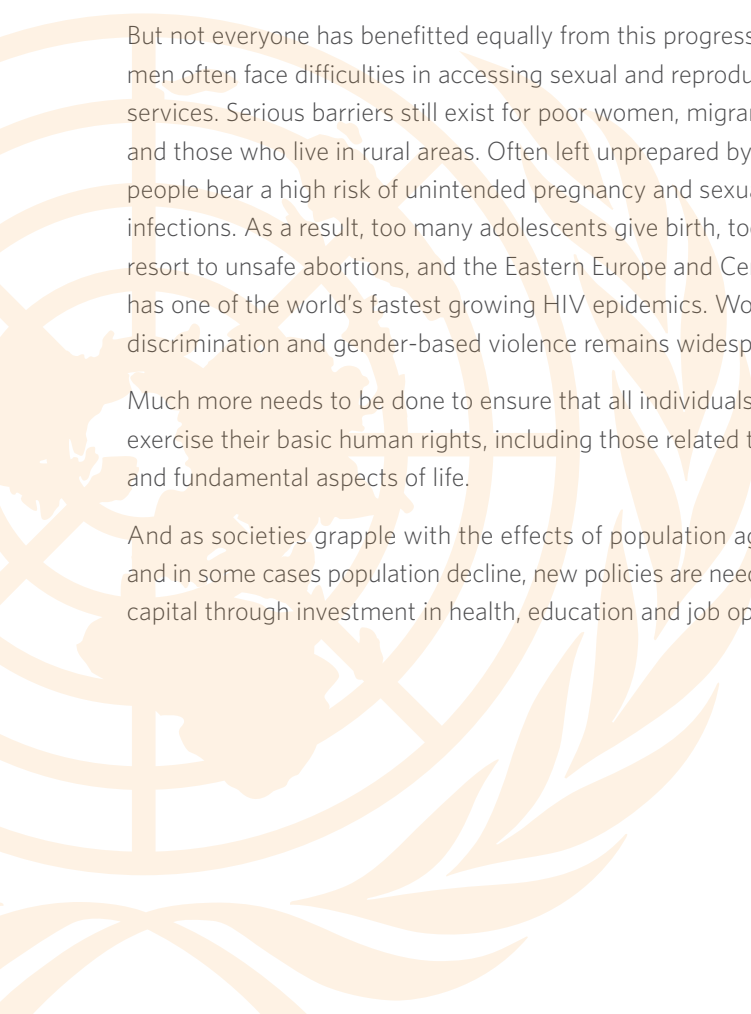 But not everyone has benefitted equally from this progress
men often face difficulties in accessing sexual and reprodu
services. Serious barriers still exist for poor women, migra
and those who live in rural areas. Often left unprepared by
people bear a high risk of unintended pregnancy and sexua
infections. As a result, too many adolescents give birth, to
resort to unsafe abortions, and the Eastern Europe and Ce
has one of the world’s fastest growing HIV epidemics. Wo
discrimination and gender-based violence remains widesp
Much more needs to be done to ensure that all individuals
exercise their basic human rights, including those related t
and fundamental aspects of life.
And as societies grapple with the effects of population ag
and in some cases population decline, new policies are nee
capital through investment in health, education and job op